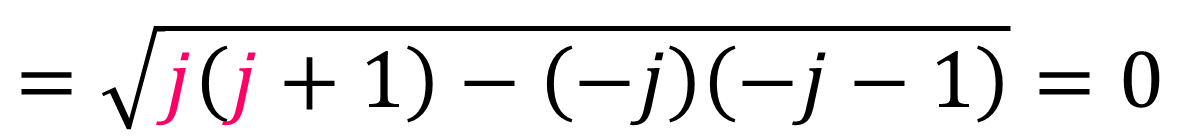 = √j(j + 1) − (−j)(−j − 1) = 0